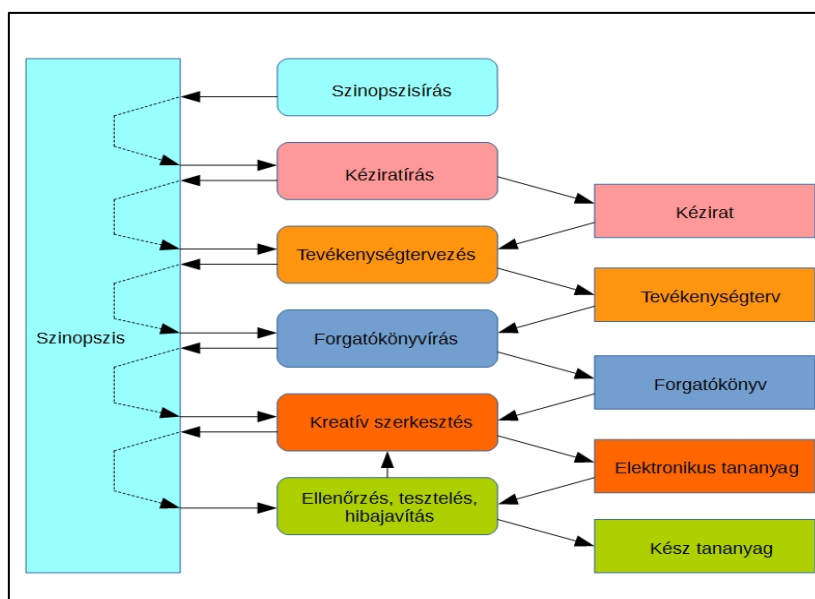 Szinopszis
Szinopszisírás
Kéziratírás
Kézirat
Tevékenységtervezés
Tevékenységterv
Forgatókönyvírás
Forgatókönyv
Kreatív szerkesztés
Elektronikus tananyag
Ellenőrzés, tesztelés,
hibajavítás
Kész tananyag